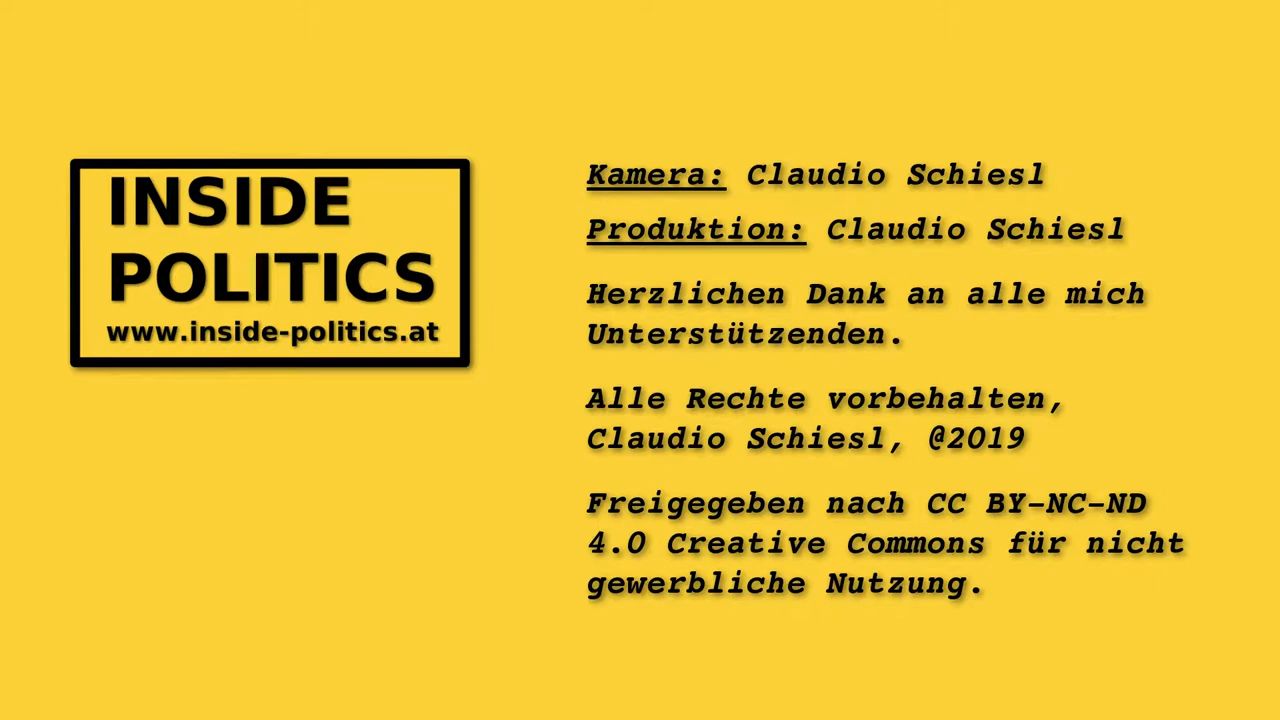 INSIDE
POLITICS
www.inside-politics.at
Kamera: Claudio Schiesl
Produktion: Claudio Schiesl
Herzlichen Dank an alle mich
Unterstützenden.
Alle Rechte vorbehalten,
Claudio Schiesl, @2019
Freigegeben nach CC BY-NC-ND
4.0 Creative Commons für nicht
gewerbliche Nutzung.